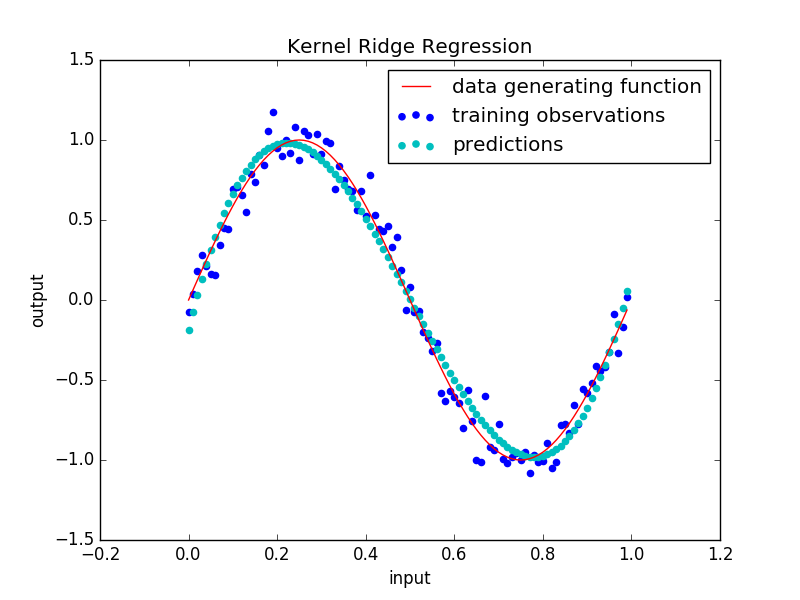 Kernel Ridge Regression
data generating function
training observations
predictions
1.5
1.0
0.5
0.0
−0.5
−1.0
−1.5
output
−0.2
0.0
0.2
0.4
0.6
0.8
1.0
1.2
input